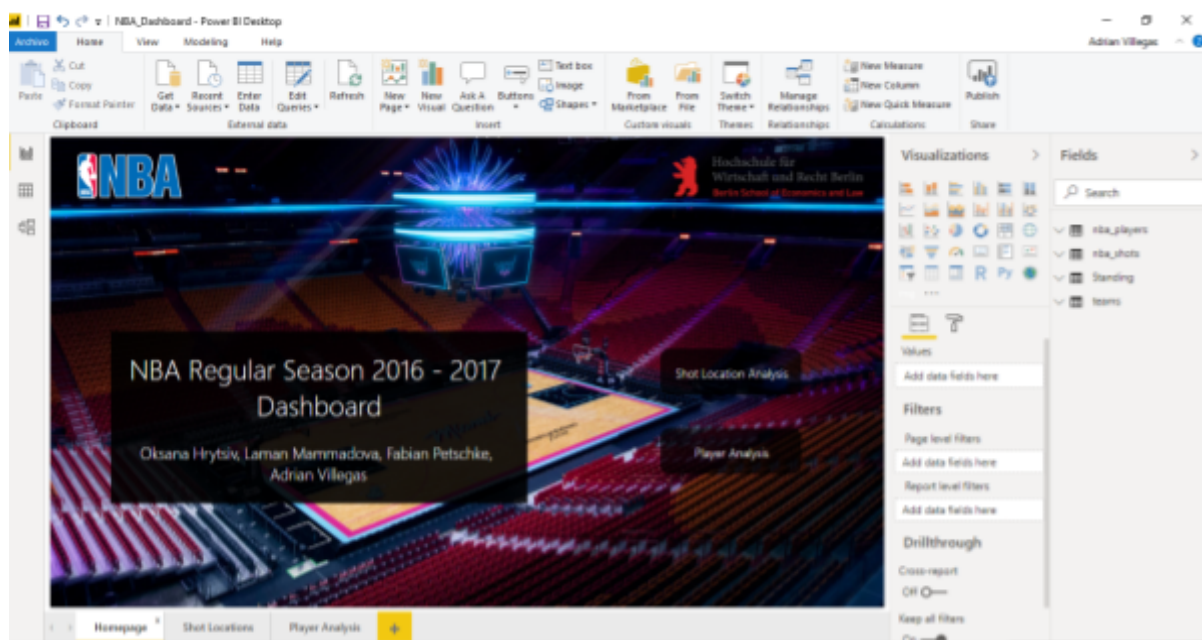 NBA_Dashboard - Power BI Desktop
Archivo Home View Modeling Help Adrian Villegas
Paste
Cut
Copy
Format Painter
Clipboard
Get Data
Recent Sources
Enter Data
Edit Queries
Refresh
External data
New Page
New Visual
Ask A Question
Buttons
Text box
Image
Shapes
Insert
From Marketplace
From File
Custom visuals
Switch Theme
Themes
Manage Relationships
Relationships
New Measure
New Column
New Quick Measure
Calculations
Publish
Share
NBA
Hochschule für
Wirtschaft und Recht Berlin
Berlin School of Economics and Law
NBA Regular Season 2016 - 2017
Dashboard
Oksana Hrytsiv, Laman Mammadova, Fabian Petschke,
Adrian Villegas
Shot Location Analysis
Player Analysis
Visualizations
R Py
Values
Add data fields here
Filters
Page level filters
Add data fields here
Report level filters
Add data fields here
Drillthrough
Cross-report
Off
Keep all filters
On
Fields
Search
nba_players
nba_shots
Standing
teams
Homepage Shot Locations Player Analysis